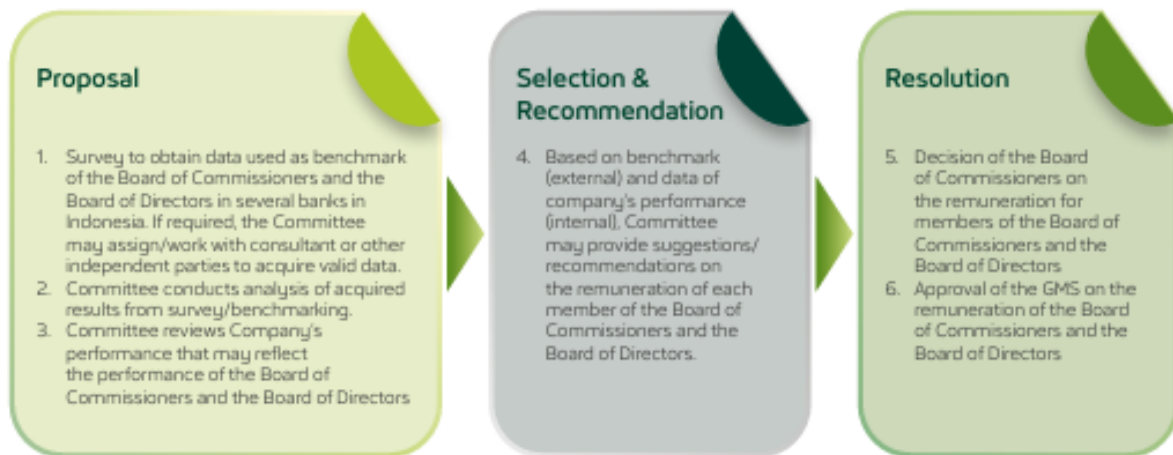 Proposal
1. Survey to obtain data used as benchmark
of the Board of Commissioners and the
Board of Directors in several banks in
Indonesia. If required, the Committee
may assign/work with consultant or other
independent parties to acquire valid data.
2. Committee conducts analysis of acquired
results from survey/benchmarking.
3. Committee reviews Company's
performance that may reflect
the performance of the Board of
Commissioners and the Board of Directors
Selection &
Recommendation
4. Based on benchmark
(external) and data of
company's performance
(internal), Committee
may provide suggestions/
recommendations on
the remuneration of each
member of the Board of
Commissioners and the
Board of Directors.
Resolution
5. Decision of the Board
of Commissioners on
the remuneration for
members of the Board of
Commissioners and the
Board of Directors
6. Approval of the GMS on the
remuneration of the Board
of Commissioners and the
Board of Directors